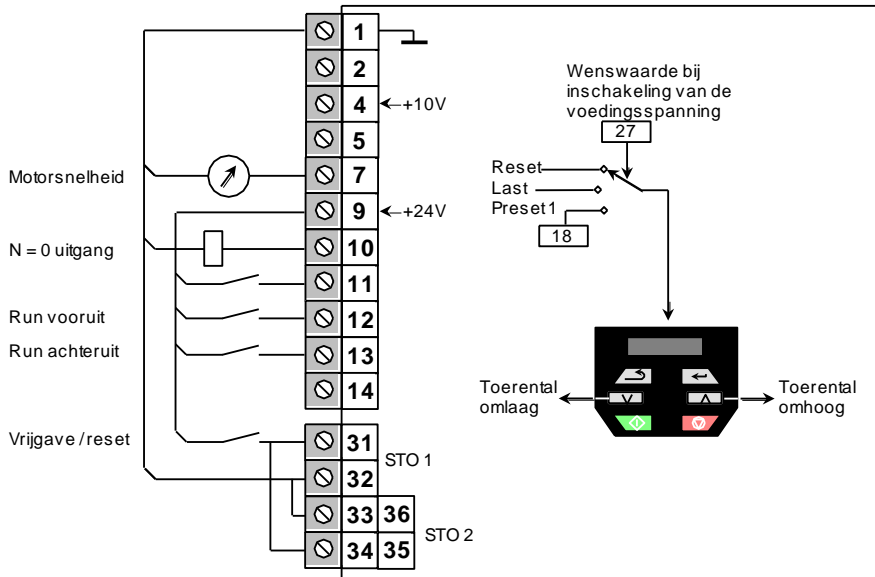 1
2
4
+10V
5
Motorsnelheid
7
9
+24V
N = 0 uitgang
10
11
Run vooruit
12
Run achteruit
13
14
Vrijgave / reset
31
STO 1
32
33 36
STO 2
34 35
Wenswaarde bij
inschakeling van de
voedingsspanning
27
Reset
Last
Preset1
18
Toerental
omlaag
Toerental
omhoog